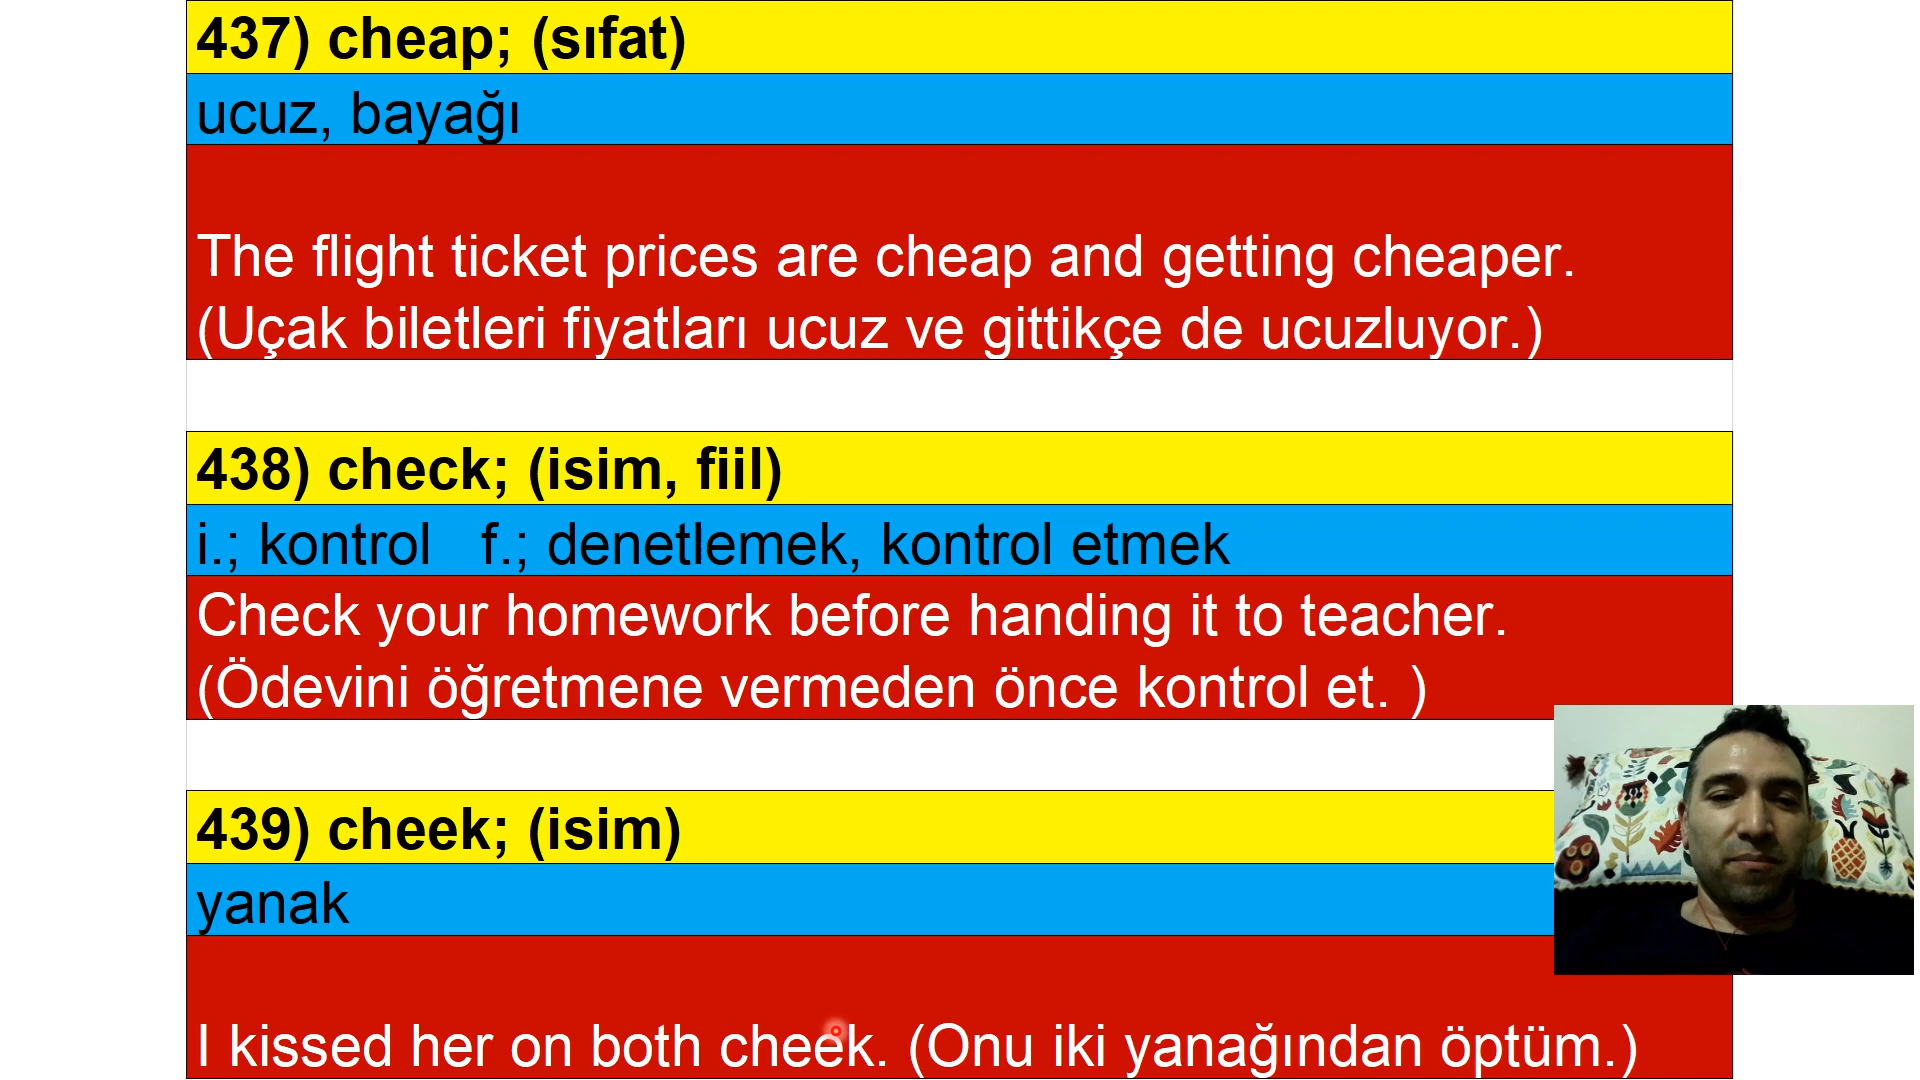 437) cheap; (sıfat)
ucuz, bayağı
The flight ticket prices are cheap and getting cheaper.
(Uçak biletleri fiyatları ucuz ve gittikçe de ucuzluyor.)
438) check; (isim, fiil)
i.; kontrol f.; denetlemek, kontrol etmek
Check your homework before handing it to teacher.
(Ödevini öğretmene vermeden önce kontrol et. )
439) cheek; (isim)
yanak
I kissed her on both cheek. (Onu iki yanağından öptüm.)